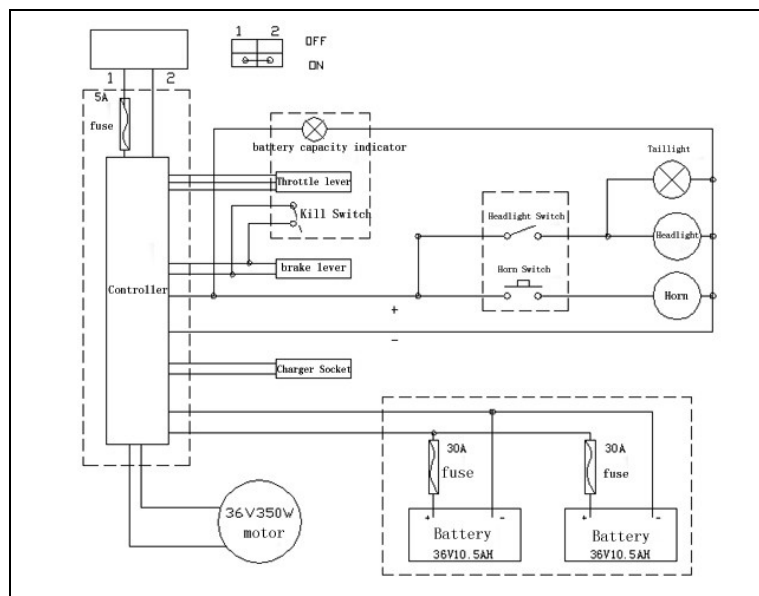 1 2
OFF
ON
1 2
5A
fuse
battery capacity indicator
Taillight
Throttle lever
Kill Switch
Headlight Switch
Headlight
brake lever
Horn Switch
Controller
Horn
+
-
Charger Socket
30A
fuse
30A
fuse
36V350W
motor
+ -
Battery
36V10.5AH
+ -
Battery
36V10.5AH